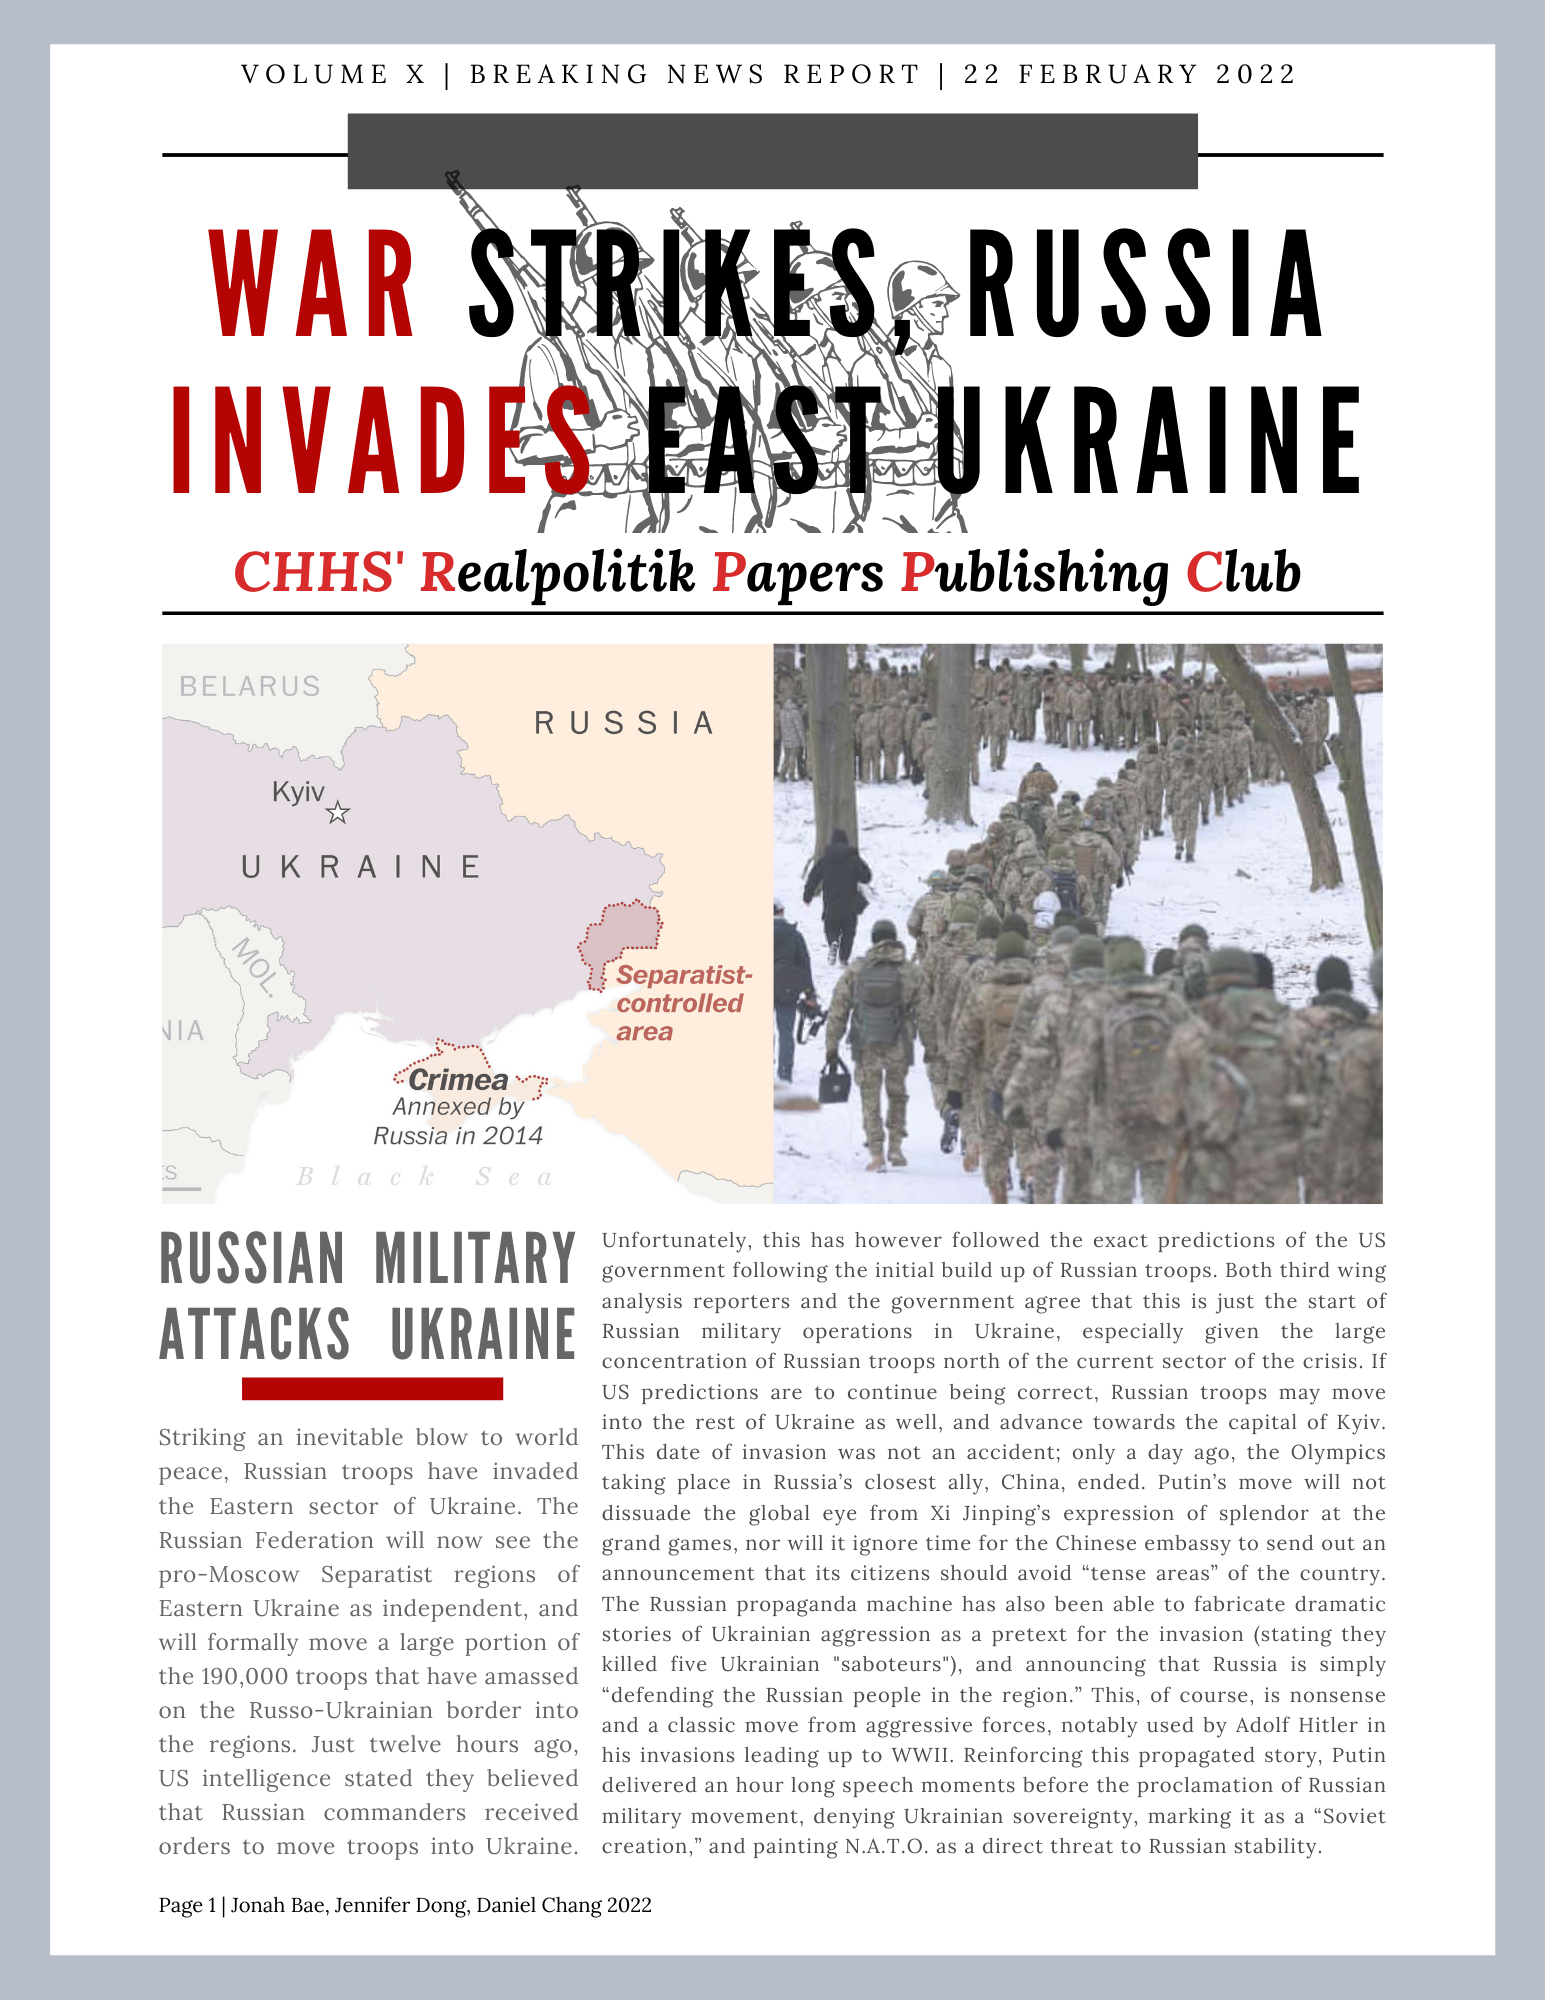 VOLUME X | BREAKING NEWS REPORT | 22 FEBRUARY 2022
WAR STRIKES, RUSSIA
INVADES EAST UKRAINE
CHHS' Realpolitik Papers Publishing Club
BELARUS
RUSSIA
Kyiv
UKRAINE
MOL.
NIA
Separatist-
controlled
area
Crimea
Annexed by
Russia in 2014
Black Sea
ES
RUSSIAN MILITARY
ATTACKS UKRAINE
Striking an inevitable blow to world
peace, Russian troops have invaded
the Eastern sector of Ukraine. The
Russian Federation will now see the
pro-Moscow Separatist regions of
Eastern Ukraine as independent, and
will formally move a large portion of
the 190,000 troops that have amassed
on the Russo-Ukrainian border into
the regions. Just twelve hours ago,
US intelligence stated they believed
that Russian commanders received
orders to move troops into Ukraine.
Unfortunately, this has however followed the exact predictions of the US
government following the initial build up of Russian troops. Both third wing
analysis reporters and the government agree that this is just the start of
Russian military operations in Ukraine, especially given the large
concentration of Russian troops north of the current sector of the crisis. If
US predictions are to continue being correct, Russian troops may move
into the rest of Ukraine as well, and advance towards the capital of Kyiv.
This date of invasion was not an accident; only a day ago, the Olympics
taking place in Russia’s closest ally, China, ended. Putin’s move will not
dissuade the global eye from Xi Jinping’s expression of splendor at the
grand games, nor will it ignore time for the Chinese embassy to send out an
announcement that its citizens should avoid “tense areas” of the country.
The Russian propaganda machine has also been able to fabricate dramatic
stories of Ukrainian aggression as a pretext for the invasion (stating they
killed five Ukrainian "saboteurs"), and announcing that Russia is simply
“defending the Russian people in the region.” This, of course, is nonsense
and a classic move from aggressive forces, notably used by Adolf Hitler in
his invasions leading up to WWII. Reinforcing this propagated story, Putin
delivered an hour long speech moments before the proclamation of Russian
military movement, denying Ukrainian sovereignty, marking it as a “Soviet
creation,” and painting N.A.T.O. as a direct threat to Russian stability.
Page 1 | Jonah Bae, Jennifer Dong, Daniel Chang 2022